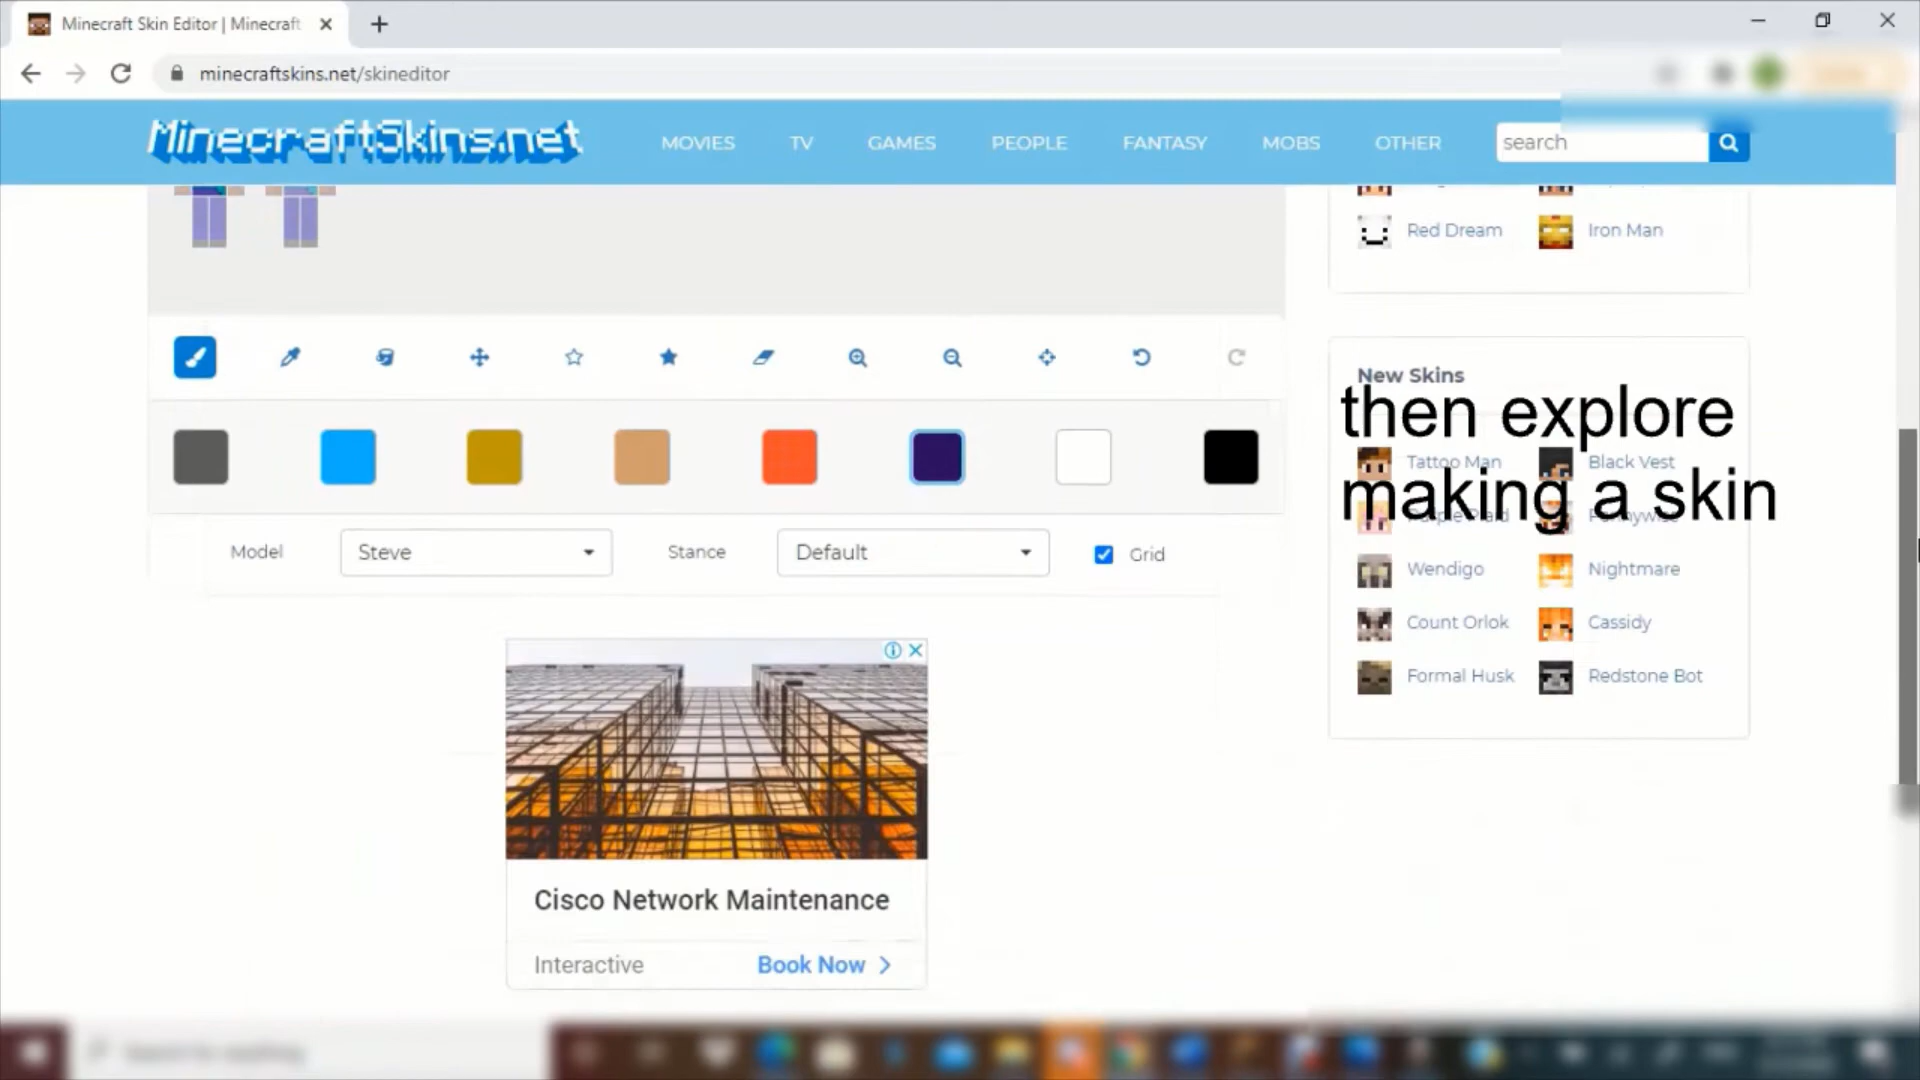 Minecraft Skin Editor | Minecraft
minecraftskins.net/skineditor
MinecraftSkins.net
MOVIES TV GAMES PEOPLE FANTASY MOBS OTHER search
Red Dream Iron Man
New Skins
then explore
Tattoo Man Black Vest
making a skin
Wendigo Nightmare
Model Steve Stance Default Grid
Count Orlok Cassidy
Formal Husk Redstone Bot
Cisco Network Maintenance
Interactive Book Now